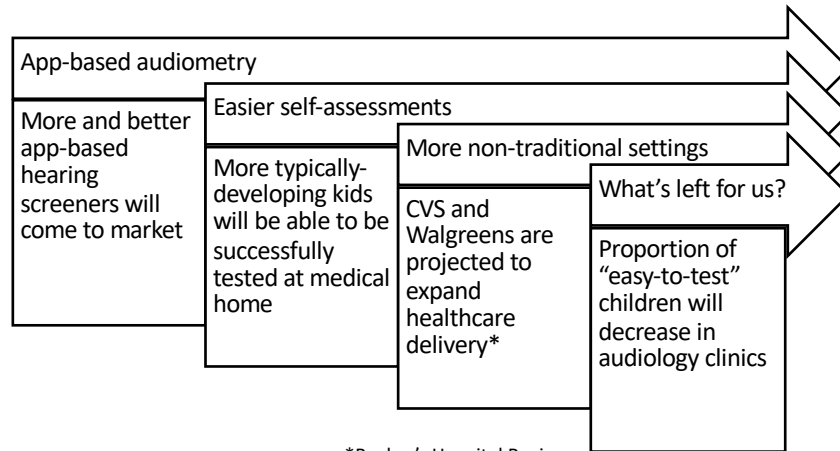 App-based audiometry
More and better
app-based
hearing
screeners will
come to market
Easier self-assessments
More typically-
developing kids
will be able to be
successfully
tested at medical
home
More non-traditional settings
CVS and
Walgreens are
projected to
expand
healthcare
delivery*
What’s left for us?
Proportion of
“easy-to-test”
children will
decrease in
audiology clinics
Hospital